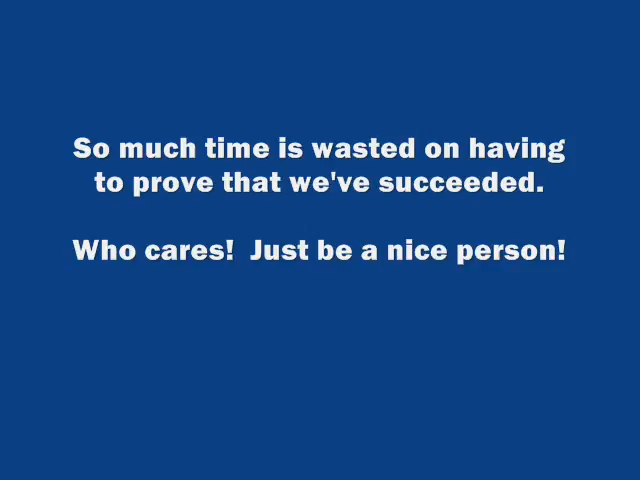 So much time is wasted on having
to prove that we've succeeded.
Who cares!  Just be a nice person!